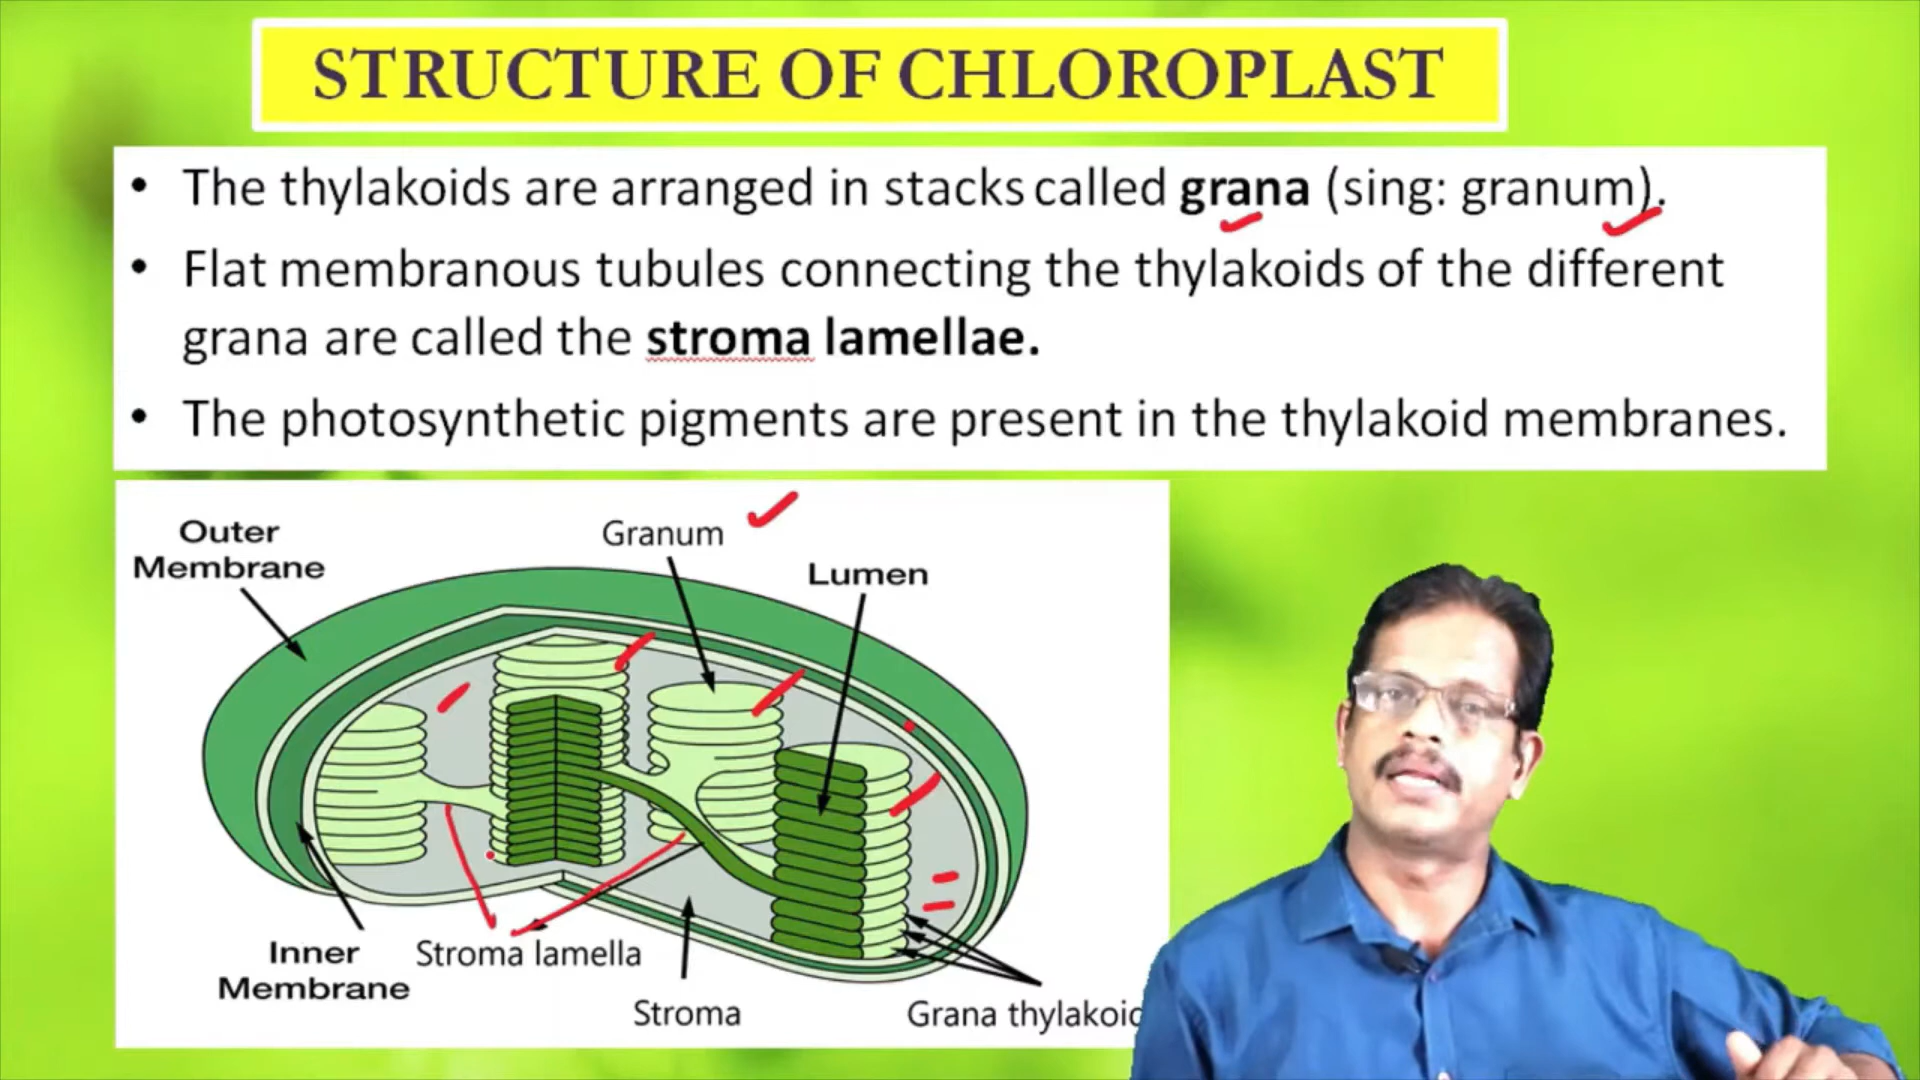 STRUCTURE OF CHLOROPLAST
• The thylakoids are arranged in stacks called grana (sing: granum).
• Flat membranous tubules connecting the thylakoids of the different
grana are called the stroma lamellae.
• The photosynthetic pigments are present in the thylakoid membranes.
Outer
Membrane
Granum
Lumen
Inner
Membrane
Stroma lamella
Stroma
Grana thylakoid